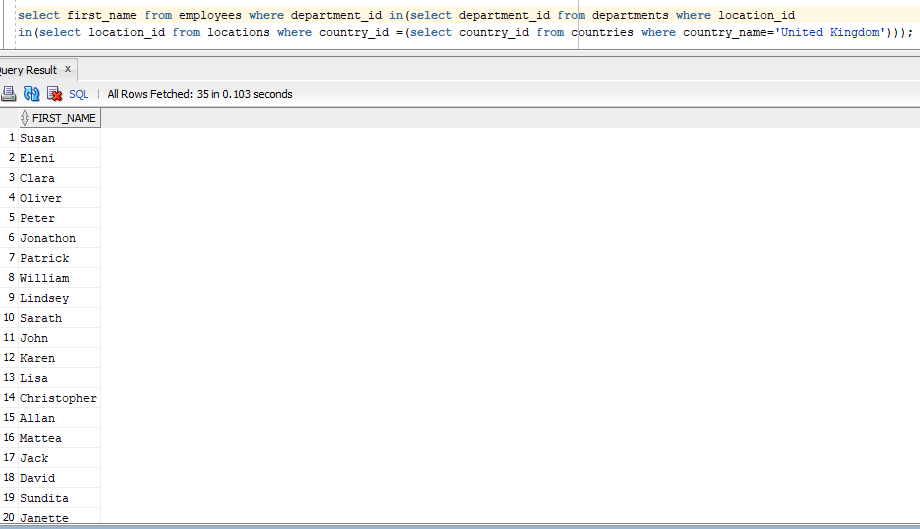 select first_name from employees where department_id in(select department_id from departments where location_id
in(select location_id from locations where country_id =(select country_id from countries where country_name='United Kingdom')));
Query Result x
SQL | All Rows Fetched: 35 in 0.103 seconds
FIRST_NAME
1 Susan
2 Eleni
3 Clara
4 Oliver
5 Peter
6 Jonathon
7 Patrick
8 William
9 Lindsey
10 Sarath
11 John
12 Karen
13 Lisa
14 Christopher
15 Allan
16 Mattea
17 Jack
18 David
19 Sundita
20 Janette